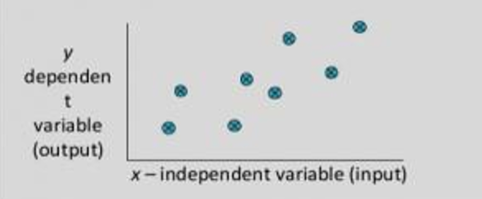 y
dependen
t
variable
(output)
x – independent variable (input)